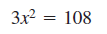 3x² = 108